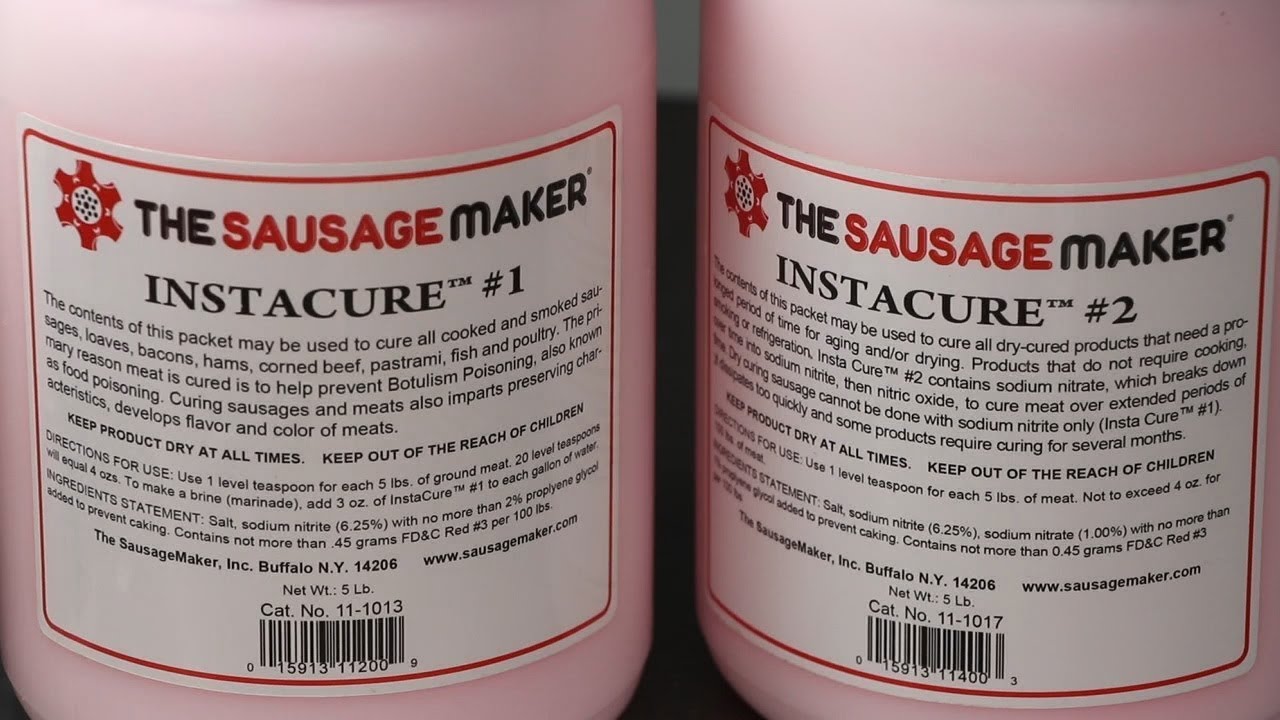 THE SAUSAGE MAKER®
INSTACURE™ #1
The contents of this packet may be used to cure all cooked and smoked sau-
sages, loaves, bacons, hams, corned beef, pastrami, fish and poultry. The pri-
mary reason meat is cured is to help prevent Botulism Poisoning, also known
as food poisoning. Curing sausages and meats also imparts preserving char-
acteristics, develops flavor and color of meats.
KEEP PRODUCT DRY AT ALL TIMES. KEEP OUT OF THE REACH OF CHILDREN
DIRECTIONS FOR USE: Use 1 level teaspoon for each 5 lbs. of ground meat. 20 level teaspoons
will equal 4 ozs. To make a brine (marinade), add 3 oz. of InstaCure™ #1 to each gallon of water.
INGREDIENTS STATEMENT: Salt, sodium nitrite (6.25%) with no more than 2% proplyene glycol
added to prevent caking. Contains not more than .45 grams FD&C Red #3 per 100 lbs.
The SausageMaker, Inc. Buffalo N.Y. 14206 www.sausagemaker.com
Net Wt.: 5 Lb.
Cat. No. 11-1013
0 15913 11200 9
THE SAUSAGE MAKER®
INSTACURE™ #2
The contents of this packet may be used to cure all dry-cured products that need a pro-
longed period of time for aging and/or drying. Products that do not require cooking,
smoking or refrigeration. Insta Cure™ #2 contains sodium nitrate, which breaks down
over time into sodium nitrite, then nitric oxide, to cure meat over extended periods of
time. Dry curing sausage cannot be done with sodium nitrite only (Insta Cure™ #1).
It dissipates too quickly and some products require curing for several months.
KEEP PRODUCT DRY AT ALL TIMES. KEEP OUT OF THE REACH OF CHILDREN
DIRECTIONS FOR USE: Use 1 level teaspoon for each 5 lbs. of meat. Not to exceed 4 oz. for
100 lbs. of meat.
INGREDIENTS STATEMENT: Salt, sodium nitrite (6.25%), sodium nitrate (1.00%) with no more than
propylene glycol added to prevent caking. Contains not more than 0.45 grams FD&C Red #3
per 100 lbs
The SausageMaker, Inc. Buffalo N.Y. 14206 www.sausagemaker.com
Net Wt.: 5 Lb.
Cat. No. 11-1017
0 15913 11400 3